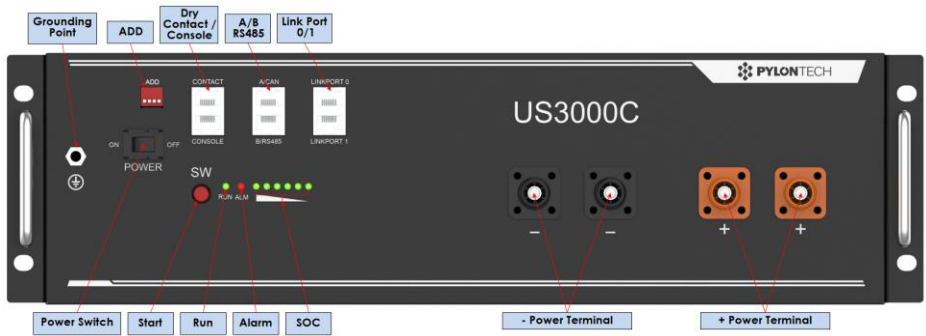 Grounding
Point
ADD
Dry
Contact /
Console
A/B
RS485
Link Port
0/1
PYLONTECH
ADD
CONTACT
A/CAN
LINKPORT 0
US3000C
CONSOLE
B/RS485
LINKPORT 1
ON
OFF
POWER
SW
RUN
ALM
−
−
+
+
Power Switch
Start
Run
Alarm
SOC
- Power Terminal
+ Power Terminal